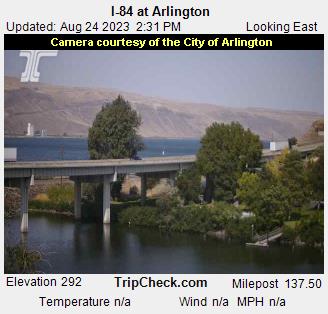 I-84 at Arlington
Updated: Aug 24 2023 2:31 PM Looking East
Camera courtesy of the City of Arlington
Elevation 292 TripCheck.com Milepost 137.50
Temperature n/a Wind n/a MPH n/a